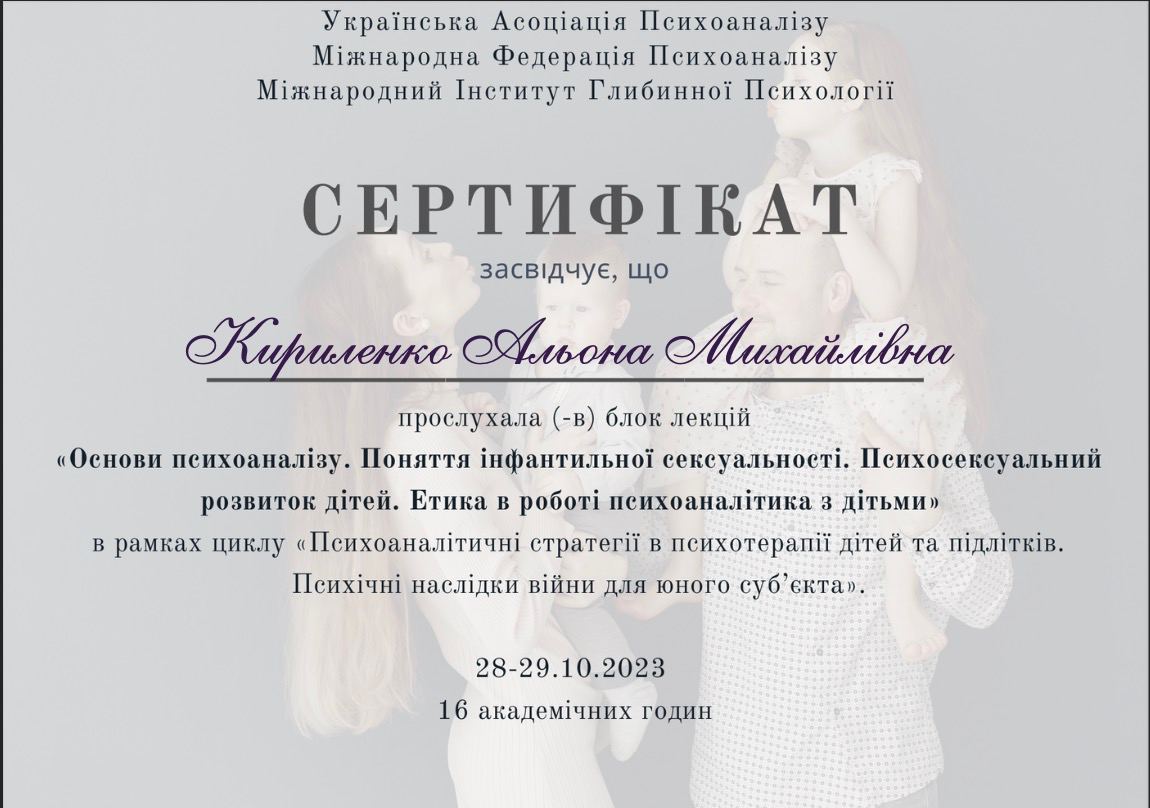 Українська Асоціація Психоаналізу
Міжнародна Федерація Психоаналізу
Міжнародний Інститут Глибинної Психології
СЕРТИФІКАТ
засвідчує, що
Кириленко Альона Михайлівна
прослухала (-в) блок лекцій
«Основи психоаналізу. Поняття інфантильної сексуальності. Психосексуальний
розвиток дітей. Етика в роботі психоаналітика з дітьми»
в рамках циклу «Психоаналітичні стратегії в психотерапії дітей та підлітків.
Психічні наслідки війни для юного суб’єкта».
28-29.10.2023
16 академічних годин